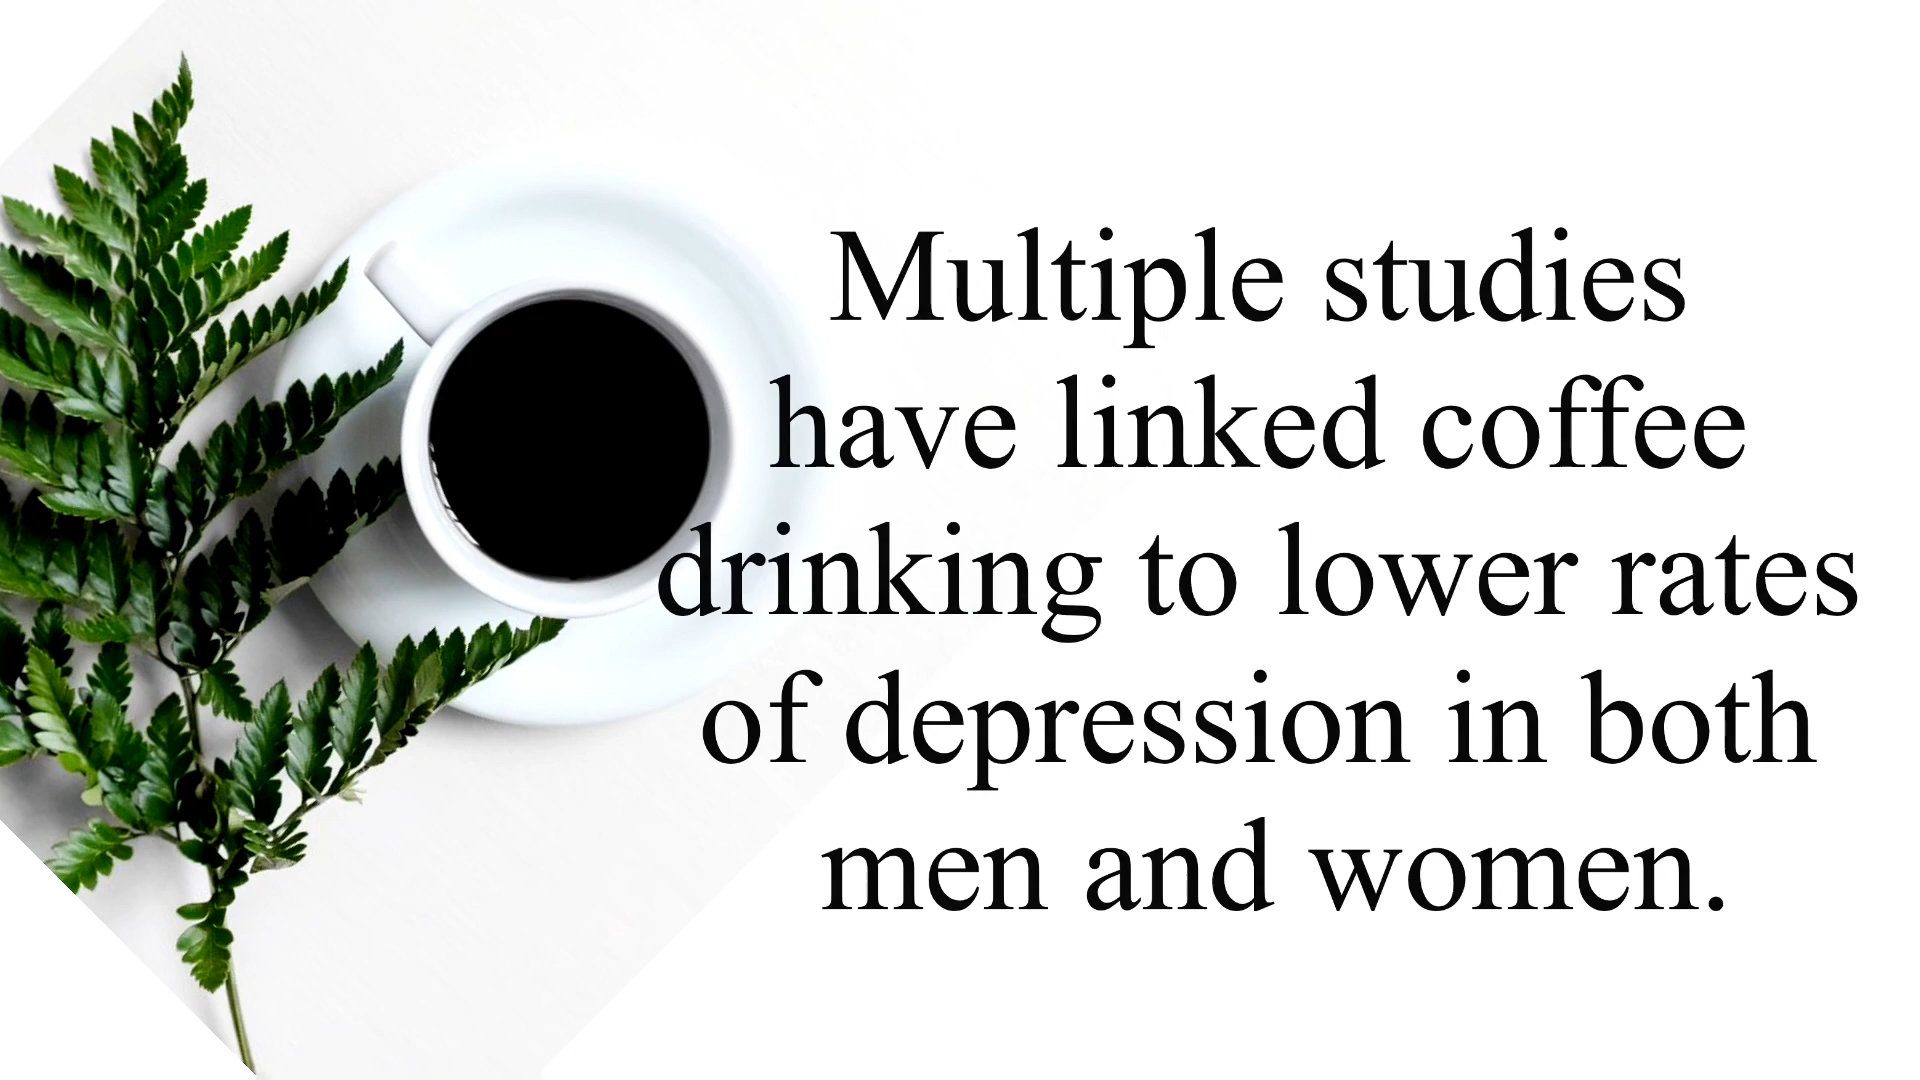 Multiple studies
have linked coffee
drinking to lower rates
of depression in both
men and women.